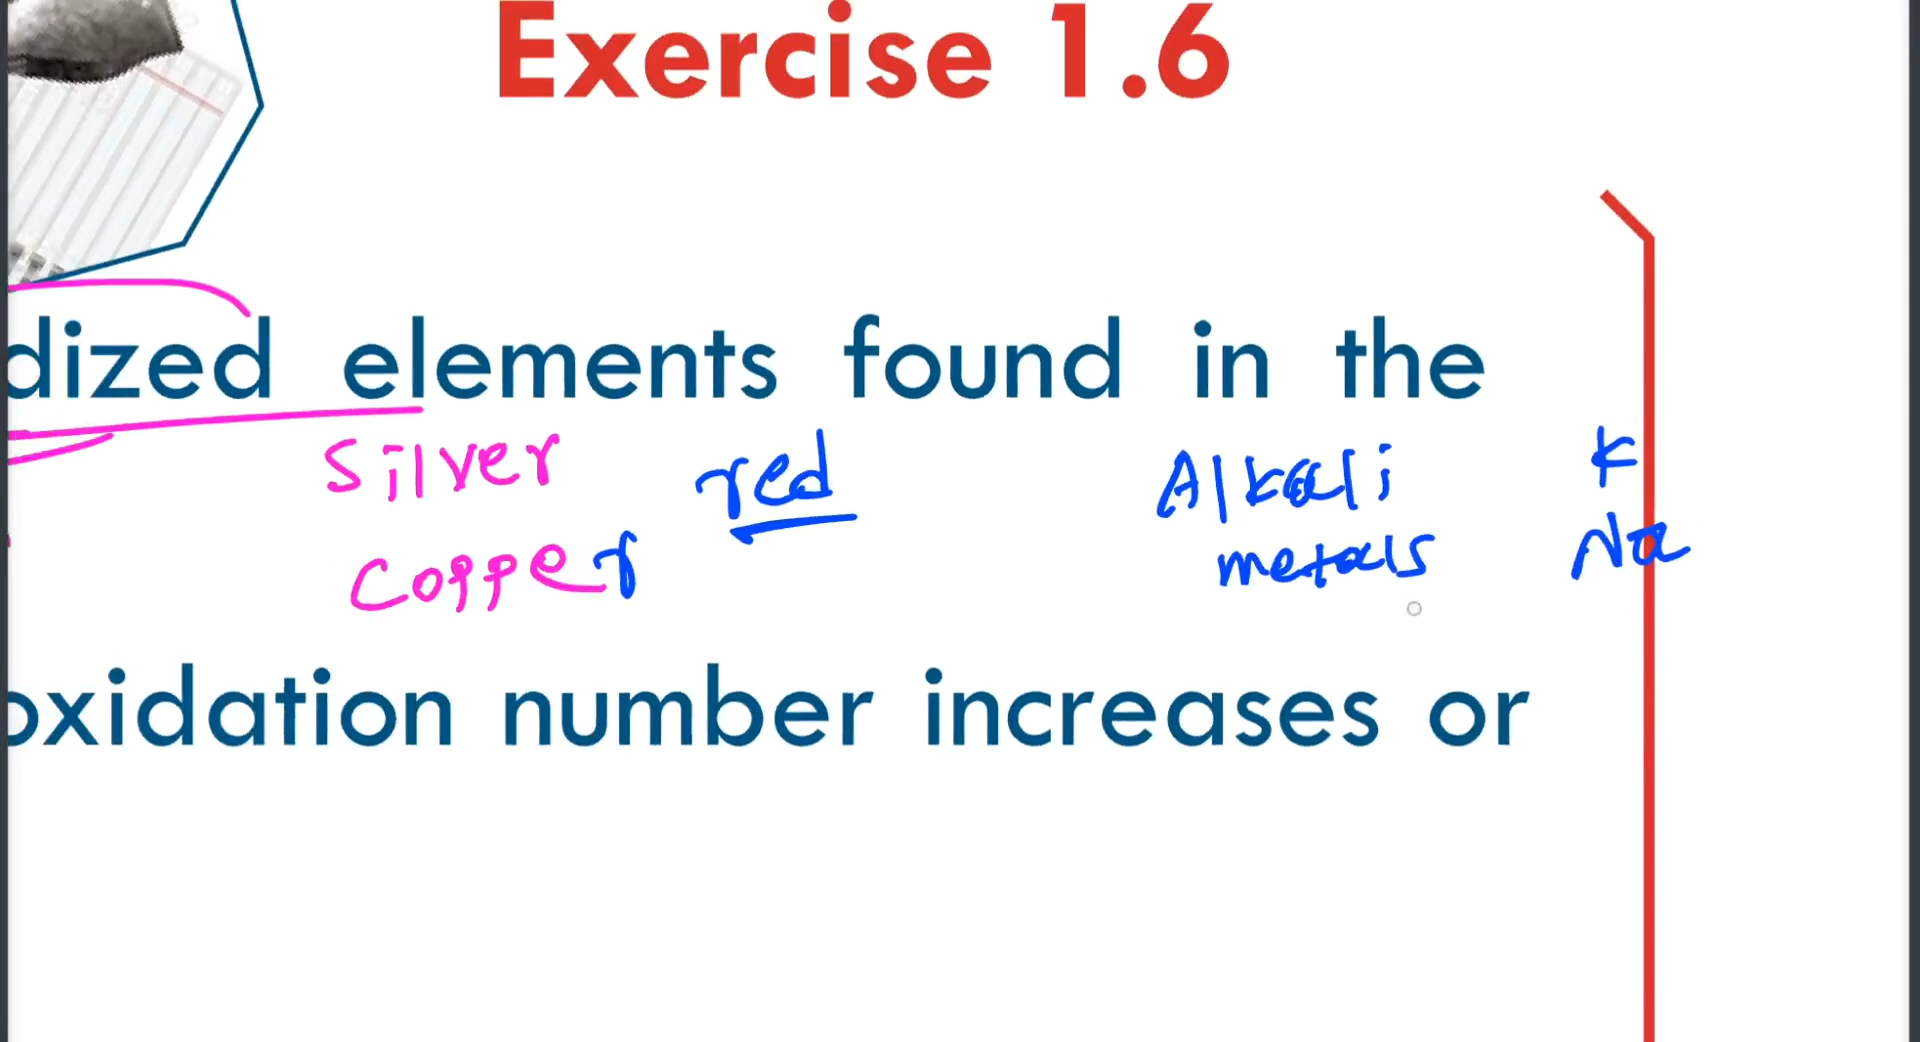 Exercise 1.6
dized elements found in the
Silver red Alkali K
Copper metals Na
oxidation number increases or